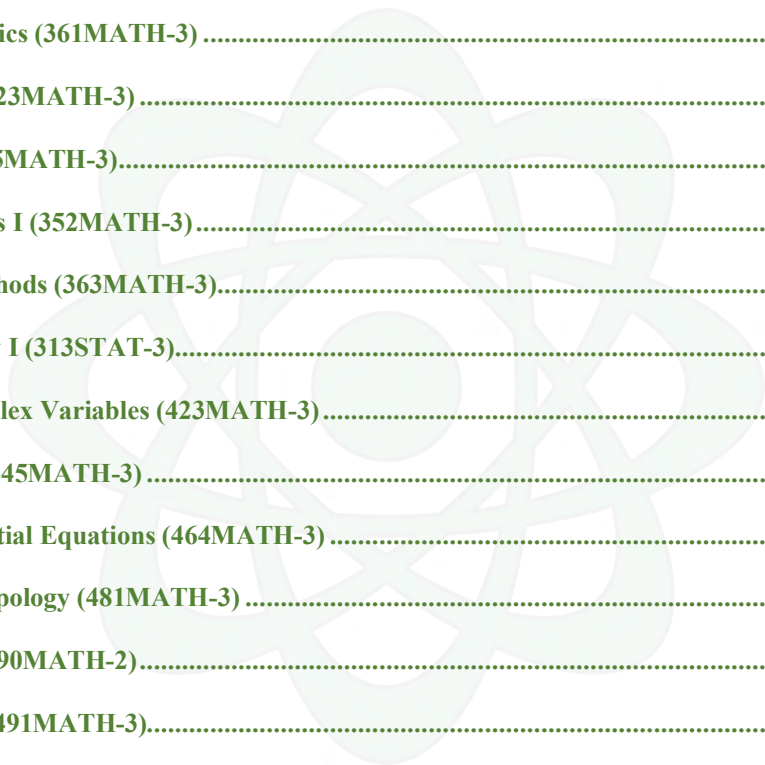 ics (361MATH-3) ................................................................................
23MATH-3) ................................................................................
5MATH-3)................................................................................
s I (352MATH-3) ................................................................................
hods (363MATH-3)................................................................................
I (313STAT-3)................................................................................
lex Variables (423MATH-3) ................................................................................
45MATH-3) ................................................................................
tial Equations (464MATH-3) ................................................................................
pology (481MATH-3) ................................................................................
90MATH-2) ................................................................................
491MATH-3)................................................................................